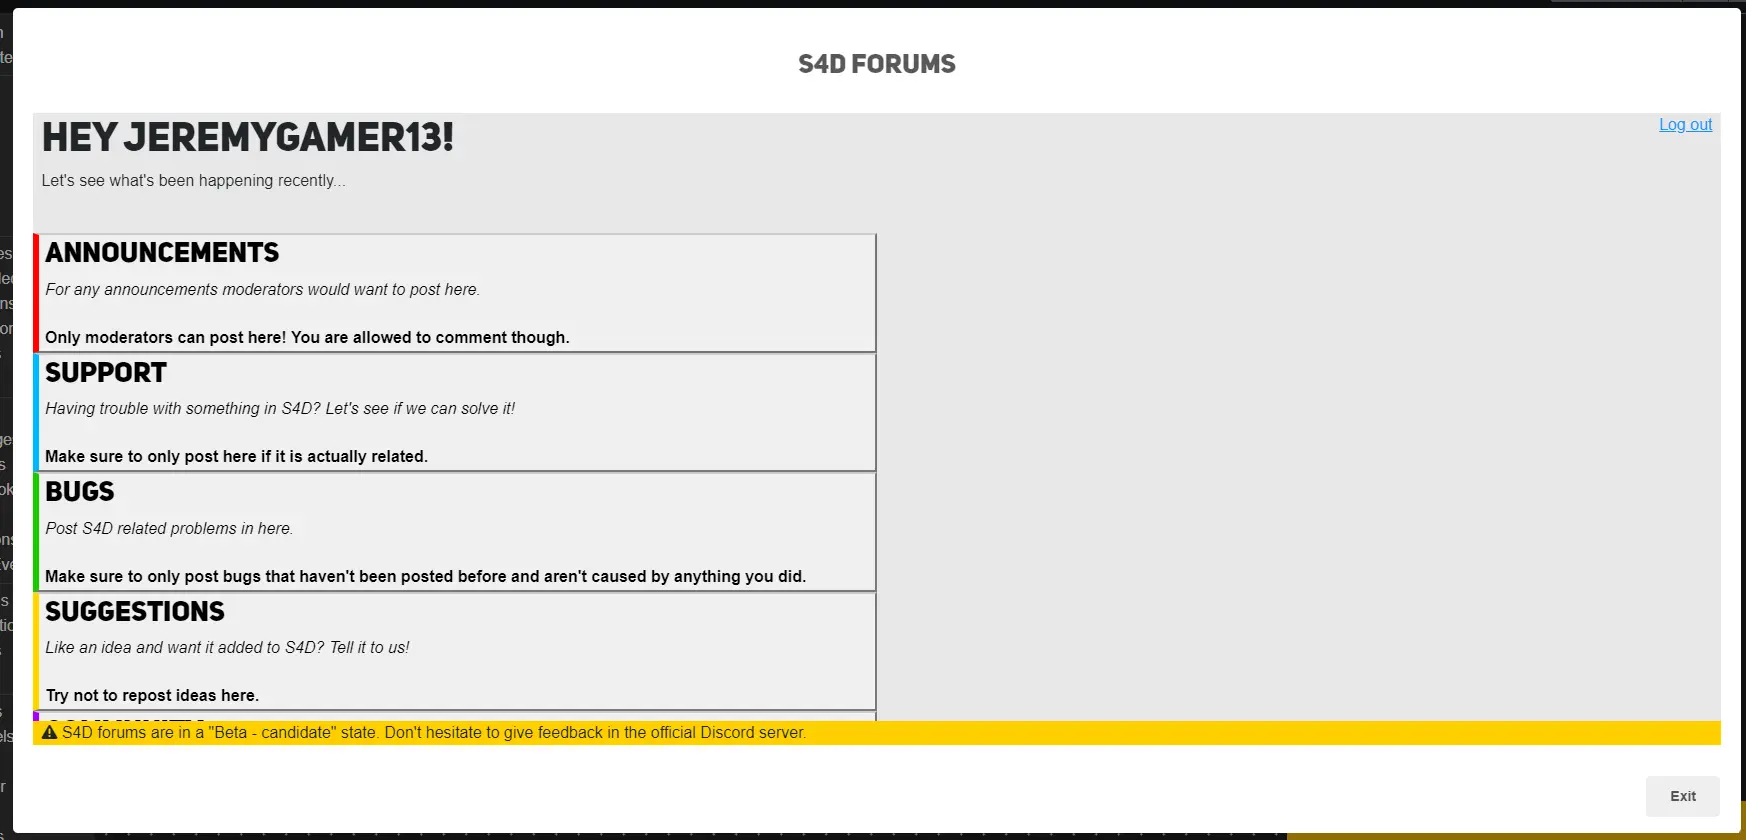 S4D FORUMS
HEY JEREMYGAMER13!
Log out
Let's see what's been happening recently...
ANNOUNCEMENTS
For any announcements moderators would want to post here.
Only moderators can post here! You are allowed to comment though.
SUPPORT
Having trouble with something in S4D? Let's see if we can solve it!
Make sure to only post here if it is actually related.
BUGS
Post S4D related problems in here.
Make sure to only post bugs that haven't been posted before and aren't caused by anything you did.
SUGGESTIONS
Like an idea and want it added to S4D? Tell it to us!
Try not to repost ideas here.
S4D forums are in a "Beta - candidate" state. Don't hesitate to give feedback in the official Discord server.
Exit